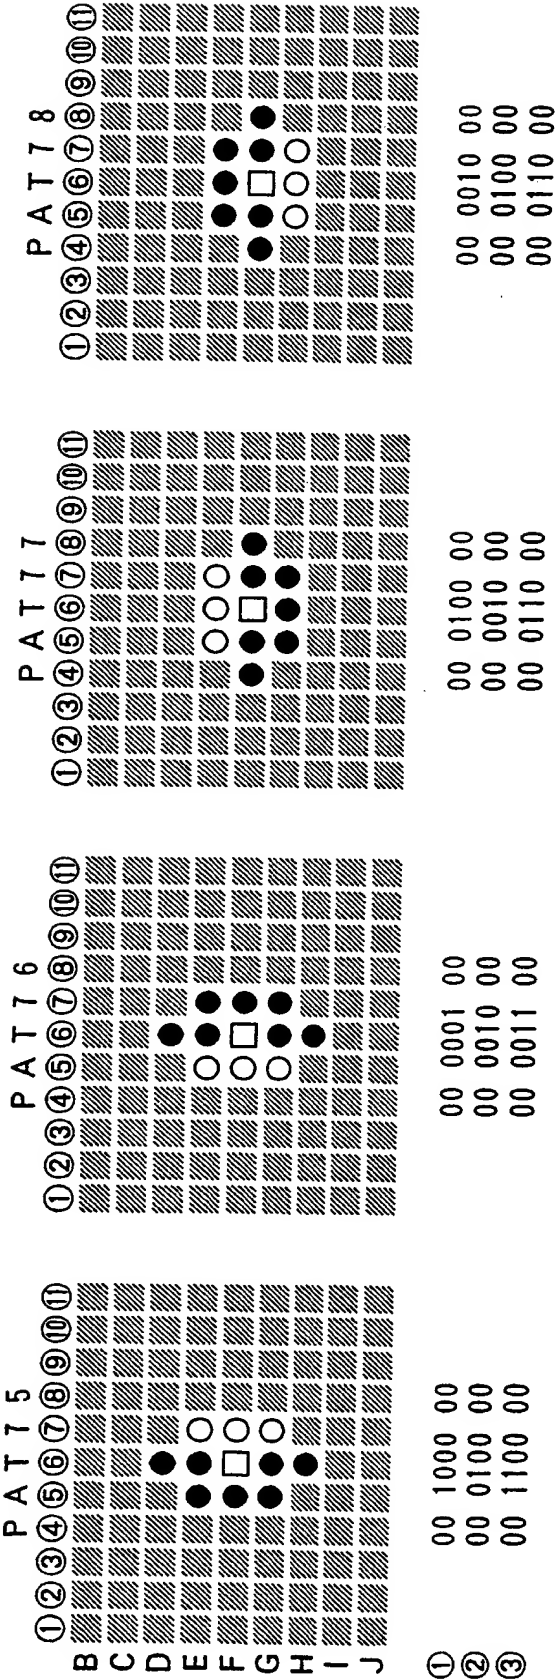 PAT75
①②③④⑤⑥⑦⑧⑨⑩⑪
B
C
D
E
F
G
H
I
J
① 00 1000 00
② 00 0100 00
③ 00 1100 00
PAT76
①②③④⑤⑥⑦⑧⑨⑩⑪
00 0001 00
00 0010 00
00 0011 00
PAT77
①②③④⑤⑥⑦⑧⑨⑩⑪
00 0100 00
00 0010 00
00 0110 00
PAT78
①②③④⑤⑥⑦⑧⑨⑩⑪
00 0010 00
00 0100 00
00 0110 00